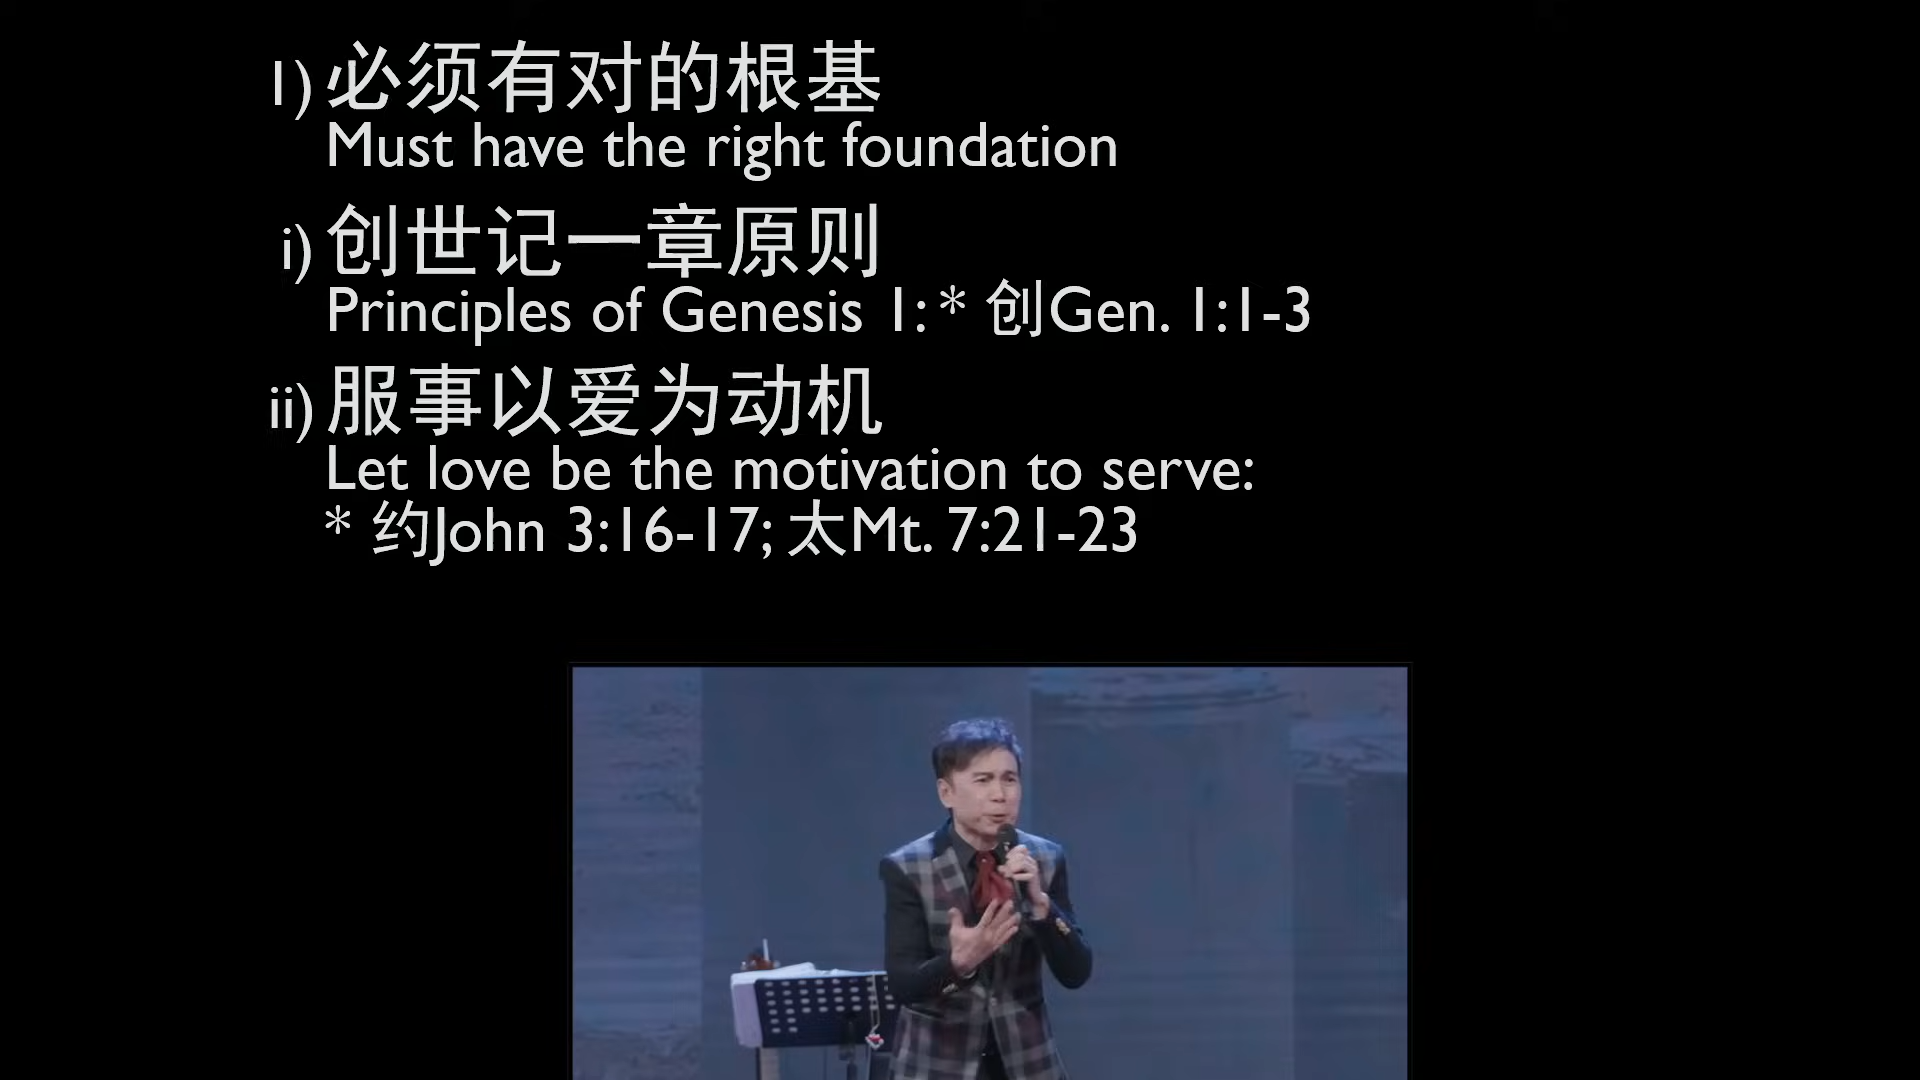 1) 必须有对的根基
Must have the right foundation
i) 创世记一章原则
Principles of Genesis 1: * 创Gen. 1:1-3
ii) 服事以爱为动机
Let love be the motivation to serve:
* 约John 3:16-17; 太Mt. 7:21-23